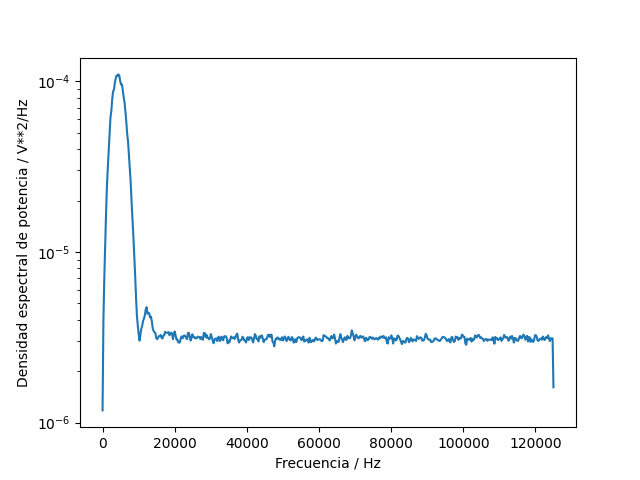 10⁻⁴
10⁻⁵
10⁻⁶
Densidad espectral de potencia / V**2/Hz
0 20000 40000 60000 80000 100000 120000
Frecuencia / Hz